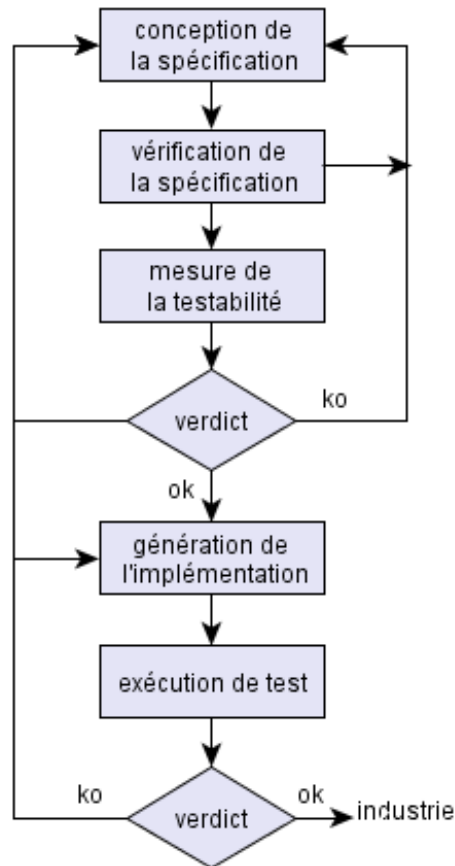 conception de
la spécification
vérification de
la spécification
mesure de
la testabilité
verdict
ko
ok
génération de
l'implémentation
exécution de test
ko
verdict
ok
industrie